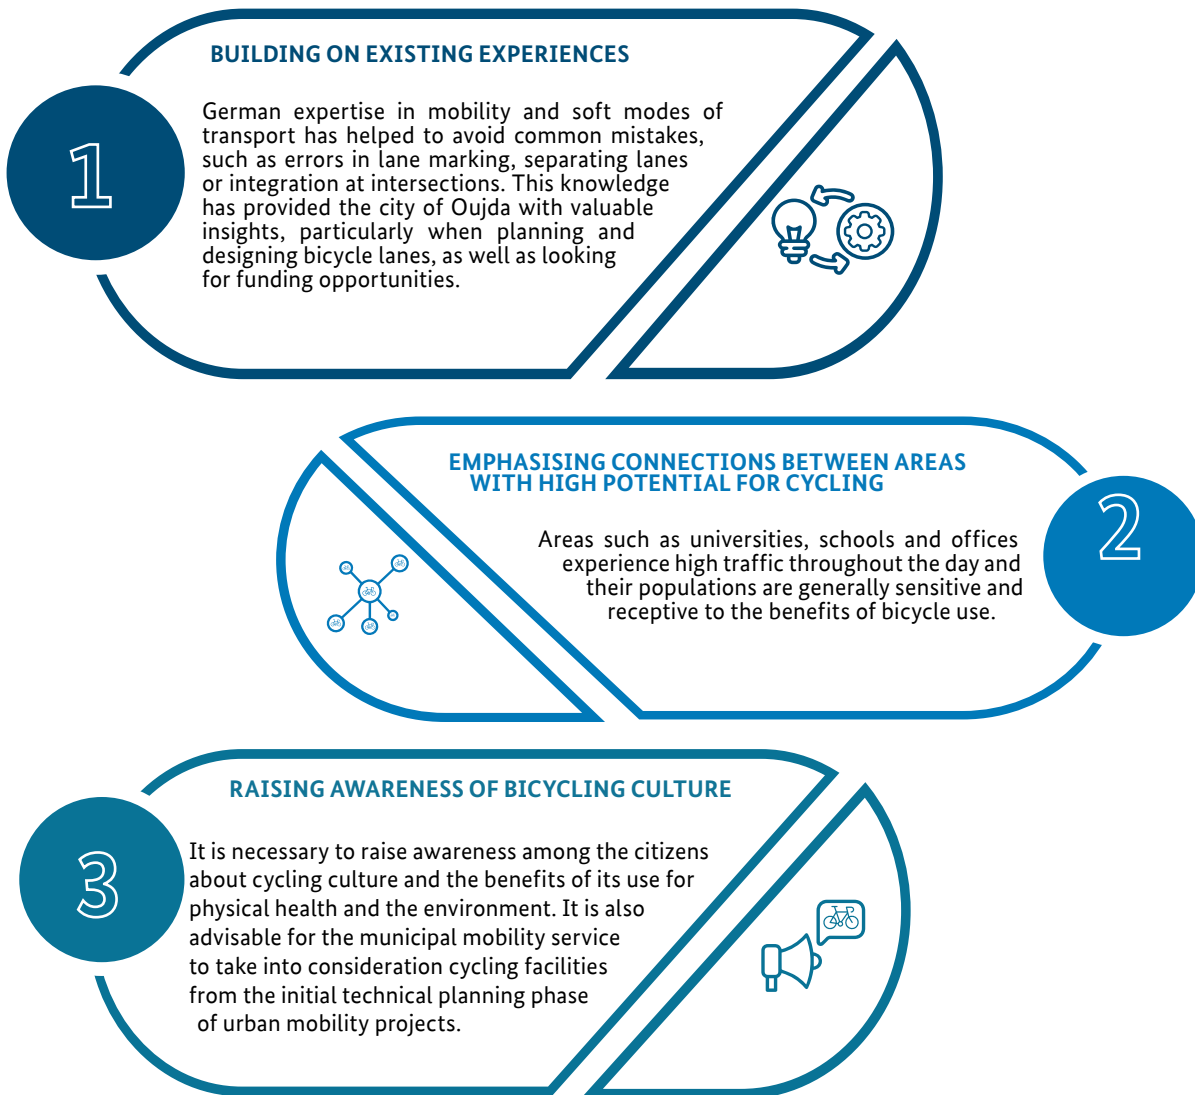 BUILDING ON EXISTING EXPERIENCES
1
German expertise in mobility and soft modes of
transport has helped to avoid common mistakes,
such as errors in lane marking, separating lanes
or integration at intersections. This knowledge
has provided the city of Oujda with valuable
insights, particularly when planning and
designing bicycle lanes, as well as looking
for funding opportunities.
EMPHASISING CONNECTIONS BETWEEN AREAS
WITH HIGH POTENTIAL FOR CYCLING
2
Areas such as universities, schools and offices
experience high traffic throughout the day and
their populations are generally sensitive and
receptive to the benefits of bicycle use.
RAISING AWARENESS OF BICYCLING CULTURE
3
It is necessary to raise awareness among the citizens
about cycling culture and the benefits of its use for
physical health and the environment. It is also
advisable for the municipal mobility service
to take into consideration cycling facilities
from the initial technical planning phase
of urban mobility projects.